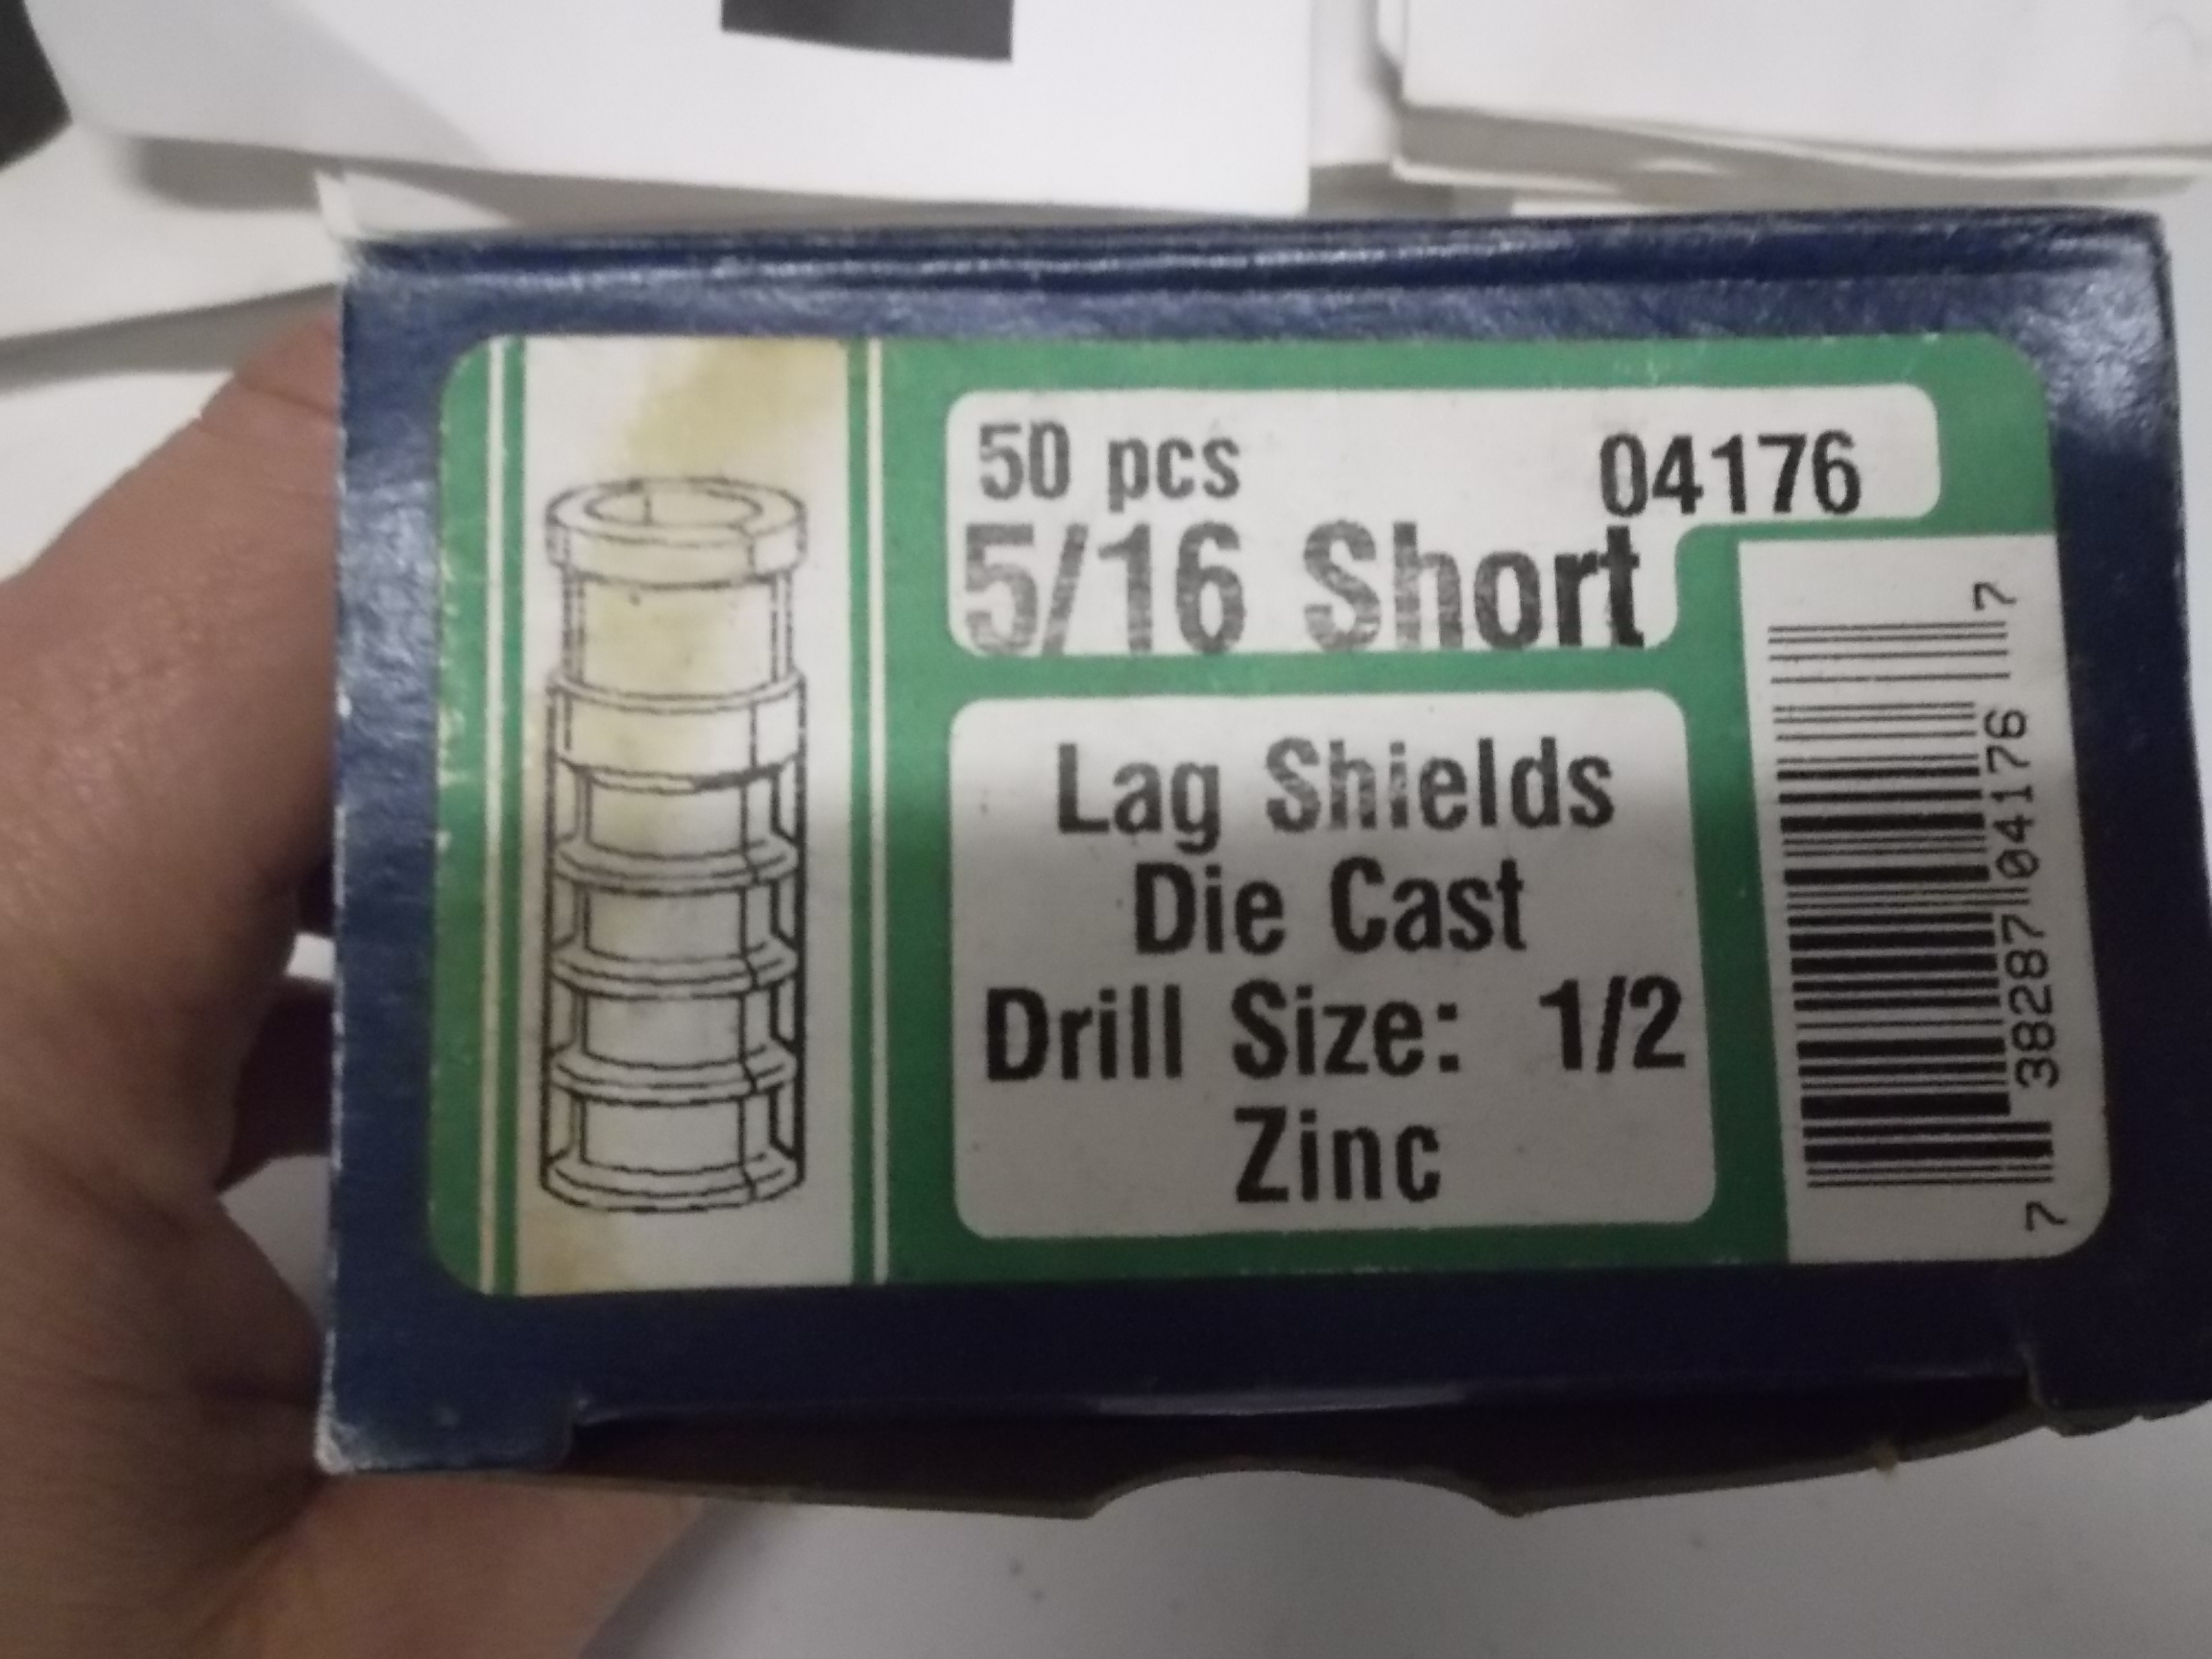 50 pcs 04176
5/16 Short
Lag Shields
Die Cast
Drill Size: 1/2
Zinc
7 38287 04176 7